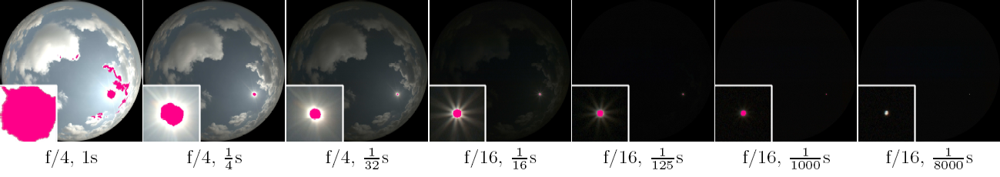 f/4, 1s f/4, 1/4s f/4, 1/32s f/16, 1/16s f/16, 1/125s f/16, 1/1000s f/16, 1/8000s